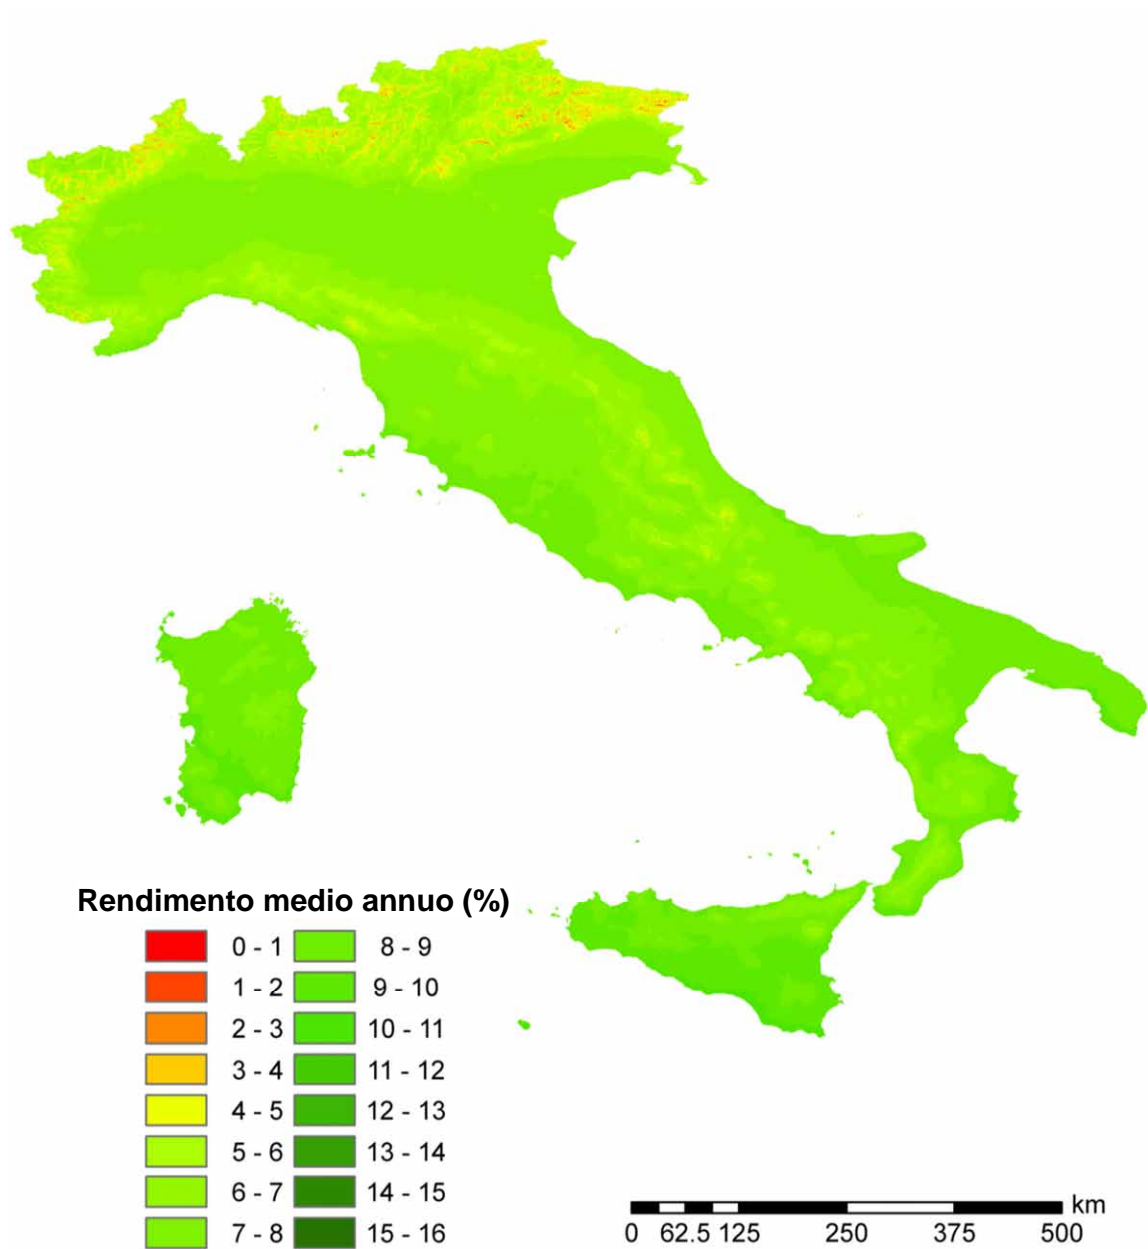 Rendimento medio annuo (%)
0 - 1 8 - 9
1 - 2 9 - 10
2 - 3 10 - 11
3 - 4 11 - 12
4 - 5 12 - 13
5 - 6 13 - 14
6 - 7 14 - 15
7 - 8 15 - 16
km
0 62.5 125 250 375 500